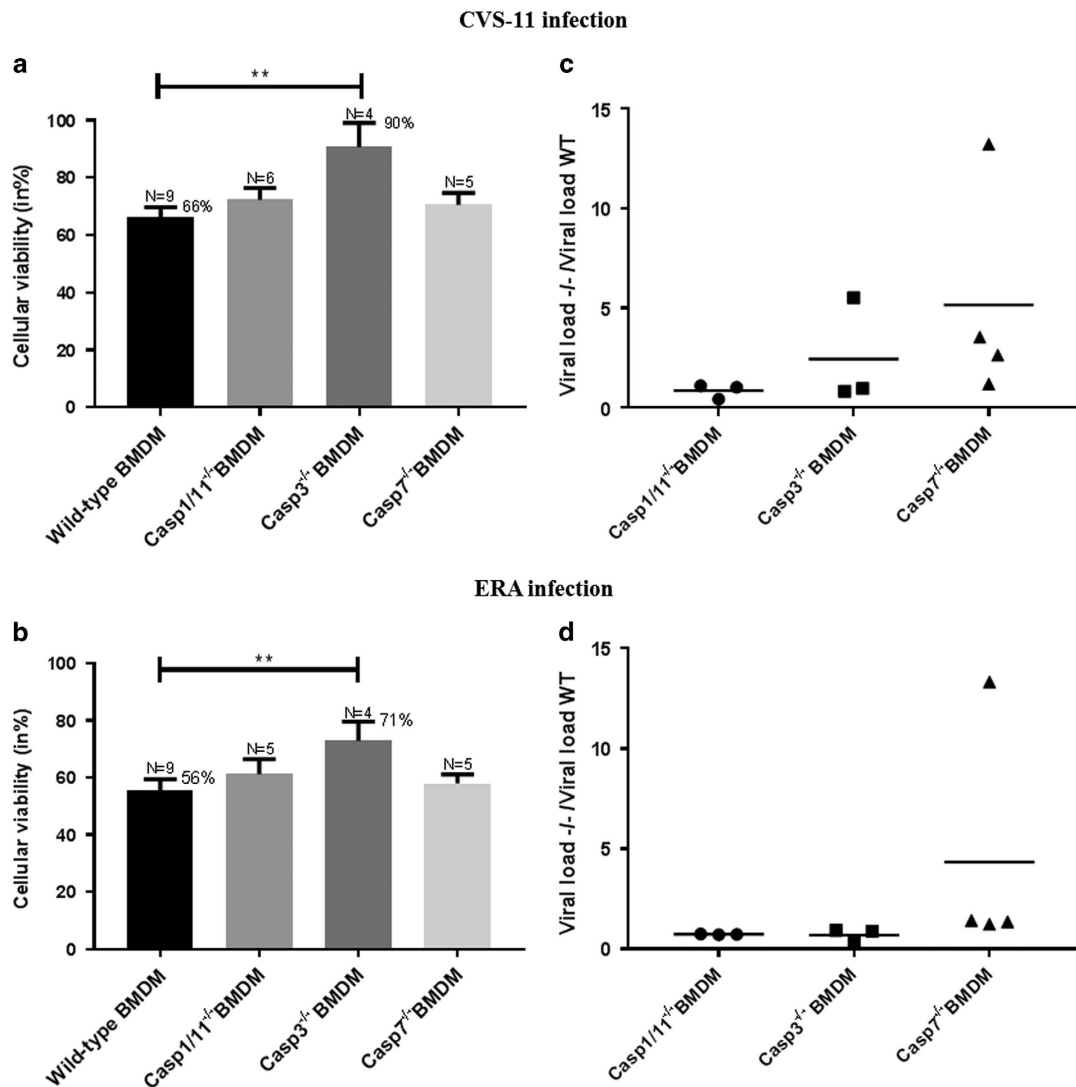 CVS-11 infection
a
**
100
80
60
40
20
0
Cellular viability (in%)
N=9
66%
N=6
N=4
90%
N=5
Wild-type BMDM
Casp1/11-/- BMDM
Casp3-/- BMDM
Casp7-/- BMDM
c
15
10
5
0
Viral load -/- /Viral load WT
Casp1/11-/- BMDM
Casp3-/- BMDM
Casp7-/- BMDM
ERA infection
b
**
100
80
60
40
20
0
Cellular viability (in%)
N=9
56%
N=5
N=4
71%
N=5
Wild-type BMDM
Casp1/11-/- BMDM
Casp3-/- BMDM
Casp7-/- BMDM
d
15
10
5
0
Viral load -/- /Viral load WT
Casp1/11-/- BMDM
Casp3-/- BMDM
Casp7-/- BMDM